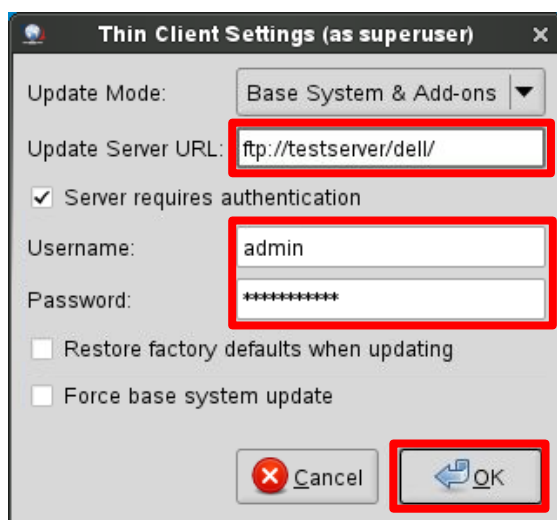 Thin Client Settings (as superuser)
Update Mode: Base System & Add-ons
Update Server URL: ftp://testserver/dell/
Server requires authentication
Username: admin
Password: ***********
Restore factory defaults when updating
Force base system update
Cancel OK